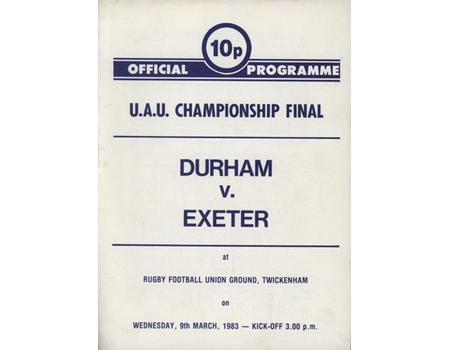 10p
OFFICIAL PROGRAMME
U.A.U. CHAMPIONSHIP FINAL
DURHAM
v.
EXETER
at
RUGBY FOOTBALL UNION GROUND, TWICKENHAM
on
WEDNESDAY, 9th MARCH, 1983 — KICK-OFF 3.00 p.m.